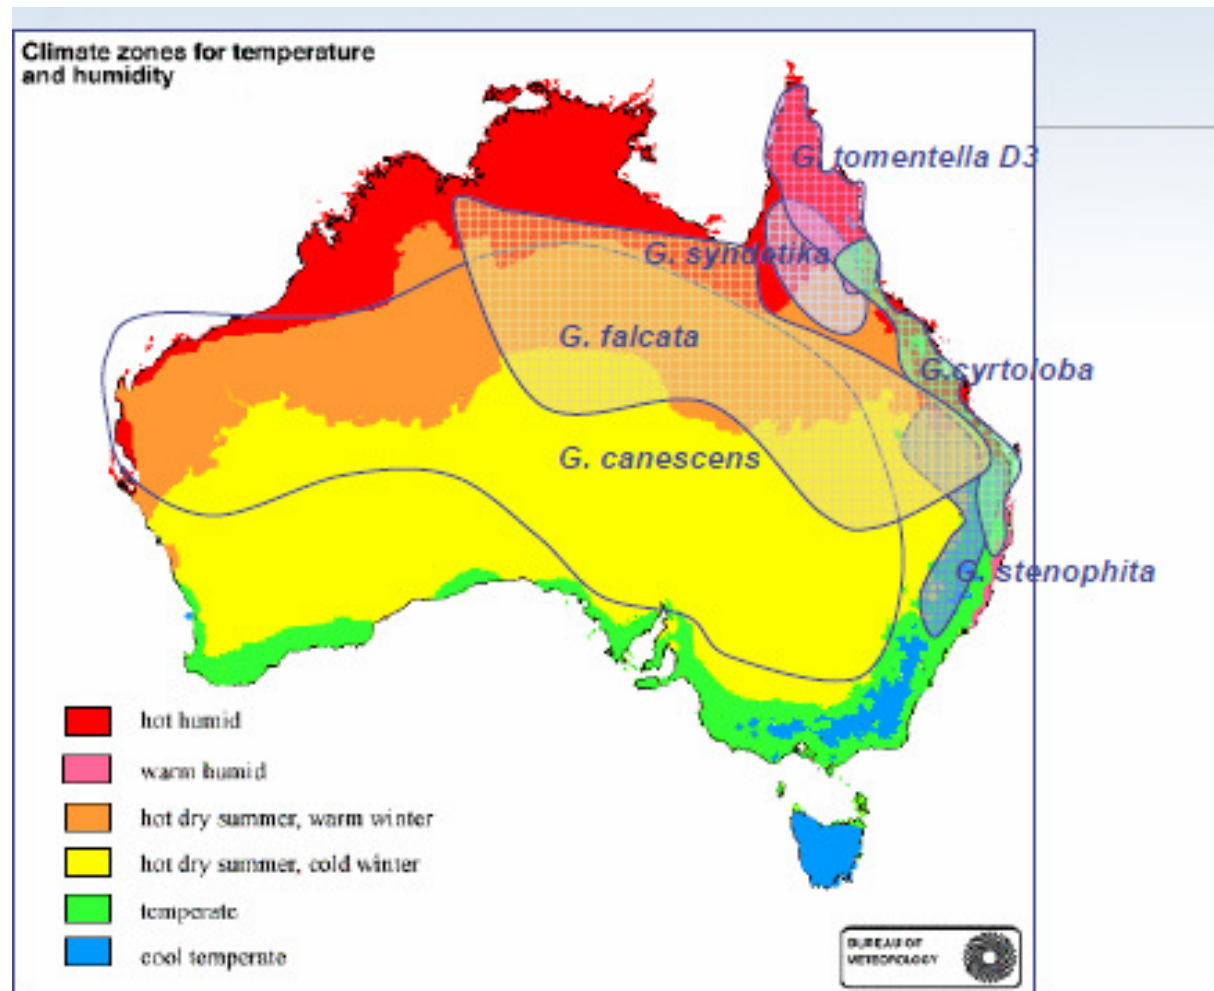 Climate zones for temperature
and humidity
G. tomentella D3
G. syndetika
G. falcata
G.cyrtoloba
G. canescens
G. stenophita
hot humid
warm humid
hot dry summer, warm winter
hot dry summer, cold winter
temperate
cool temperate
BUREAU OF
METEOROLOGY